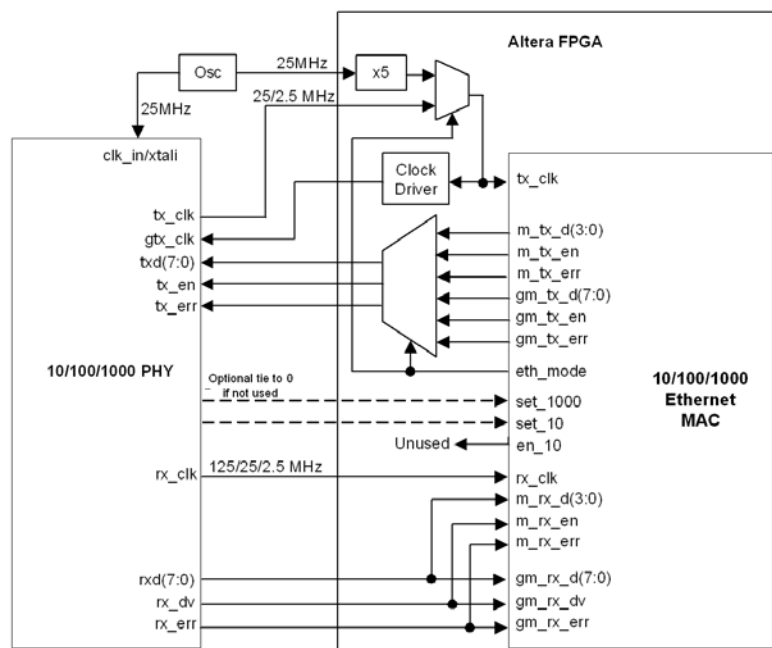 Altera FPGA
Osc
25MHz
x5
25MHz
25/2.5 MHz
clk_in/xtali
Clock
Driver
tx_clk
tx_clk
gtx_clk
txd(7:0)
tx_en
tx_err
m_tx_d(3:0)
m_tx_en
m_tx_err
gm_tx_d(7:0)
gm_tx_en
gm_tx_err
10/100/1000 PHY
Optional tie to 0
if not used
eth_mode
set_1000
set_10
en_10
Unused
10/100/1000
Ethernet
MAC
rx_clk
125/25/2.5 MHz
rx_clk
m_rx_d(3:0)
m_rx_en
m_rx_err
rxd(7:0)
rx_dv
rx_err
gm_rx_d(7:0)
gm_rx_dv
gm_rx_err